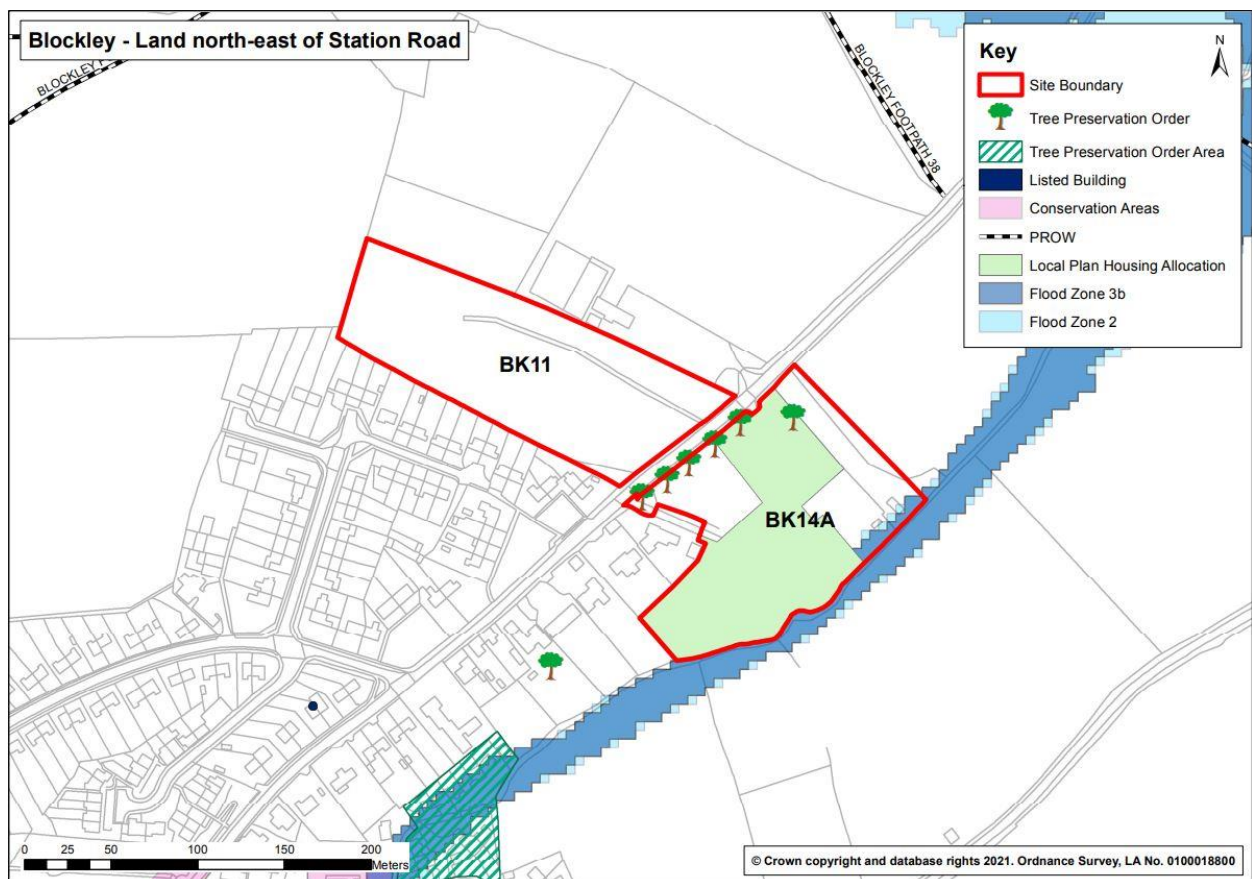 Blockley - Land north-east of Station Road
BLOCKLEY F
BLOCKLEY FOOTPATH 38
Key
N
Site Boundary
Tree Preservation Order
Tree Preservation Order Area
Listed Building
Conservation Areas
PROW
Local Plan Housing Allocation
Flood Zone 3b
Flood Zone 2
BK11
BK14A
0 25 50 100 150 200
Meters
© Crown copyright and database rights 2021. Ordnance Survey, LA No. 0100018800